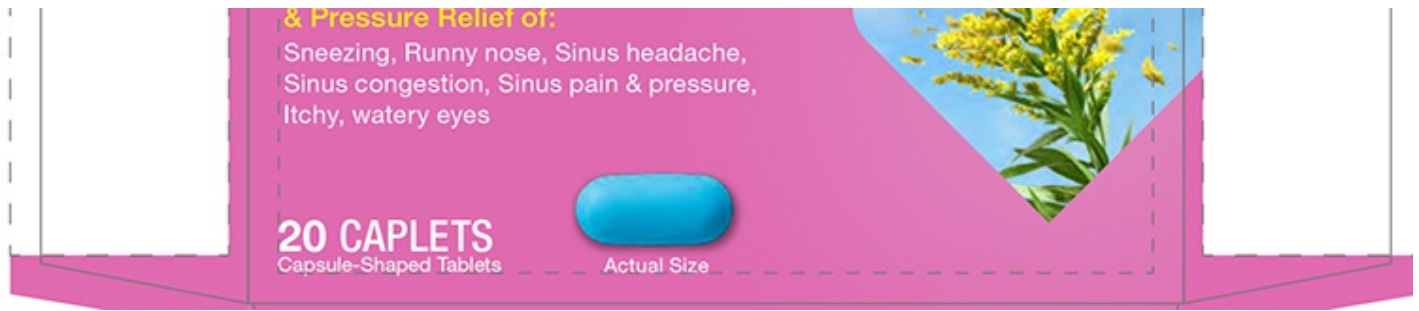 & Pressure Relief of:
Sneezing, Runny nose, Sinus headache,
Sinus congestion, Sinus pain & pressure,
Itchy, watery eyes
20 CAPLETS
Capsule-Shaped Tablets
Actual Size